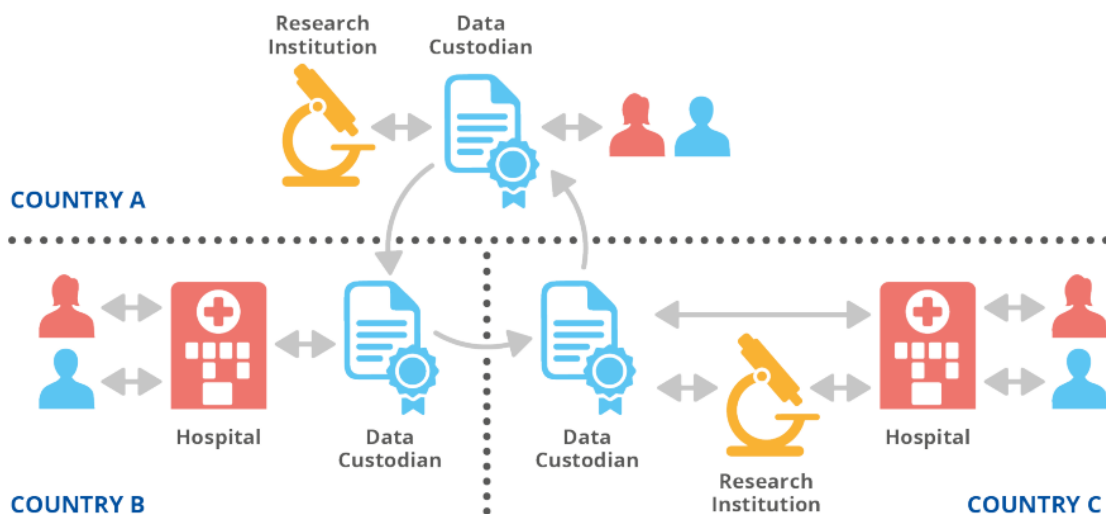 Research
Institution
Data
Custodian
COUNTRY A
Hospital
Data
Custodian
COUNTRY B
Data
Custodian
Research
Institution
Hospital
COUNTRY C